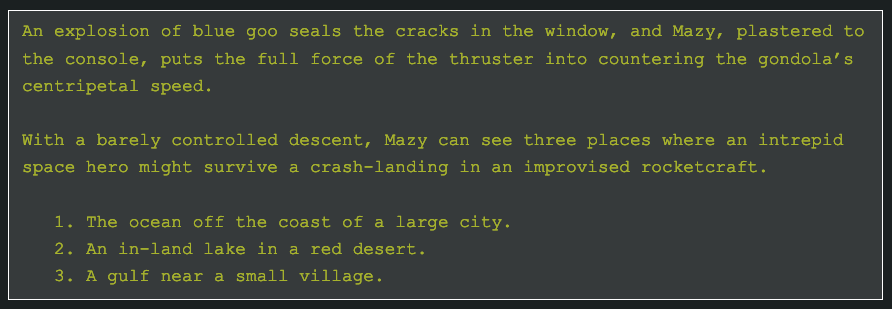 An explosion of blue goo seals the cracks in the window, and Mazy, plastered to
the console, puts the full force of the thruster into countering the gondola’s
centripetal speed.
With a barely controlled descent, Mazy can see three places where an intrepid
space hero might survive a crash-landing in an improvised rocketcraft.
1. The ocean off the coast of a large city.
2. An in-land lake in a red desert.
3. A gulf near a small village.